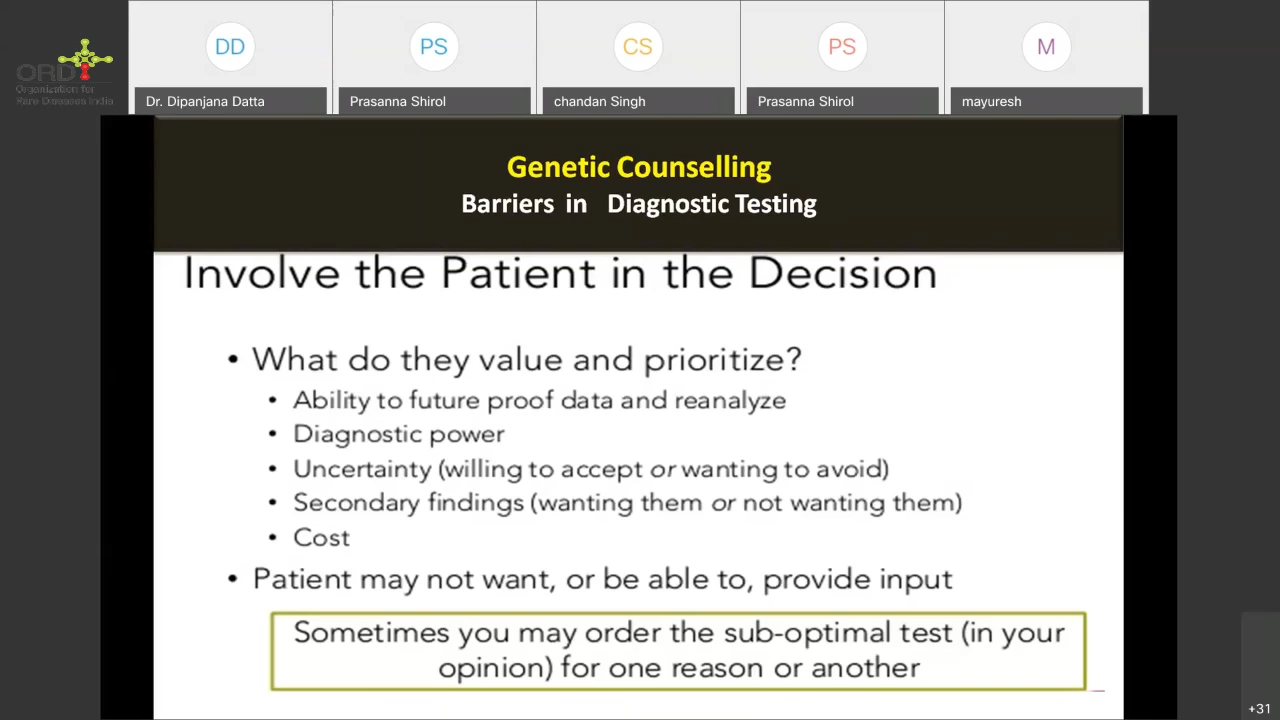 DD
PS
CS
PS
M
ORDI
Organization for
Rare Diseases India
Dr. Dipanjana Datta
Prasanna Shirol
chandan Singh
Prasanna Shirol
mayuresh
Genetic Counselling
Barriers in Diagnostic Testing
Involve the Patient in the Decision
• What do they value and prioritize?
• Ability to future proof data and reanalyze
• Diagnostic power
• Uncertainty (willing to accept or wanting to avoid)
• Secondary findings (wanting them or not wanting them)
• Cost
• Patient may not want, or be able to, provide input
Sometimes you may order the sub-optimal test (in your
opinion) for one reason or another
+31